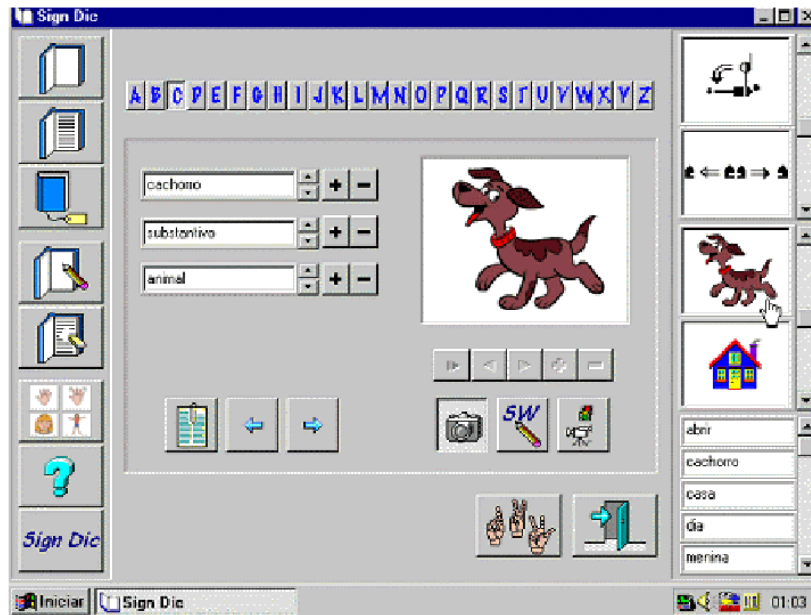 Sign Dic
A B C D E F G H I J K L M N O P Q R S T U V W X Y Z
cachorro
substantivo
animal
SW
Sign Dic
abrir
cachorro
casa
dia
menina
Iniciar
Sign Dic
01:03